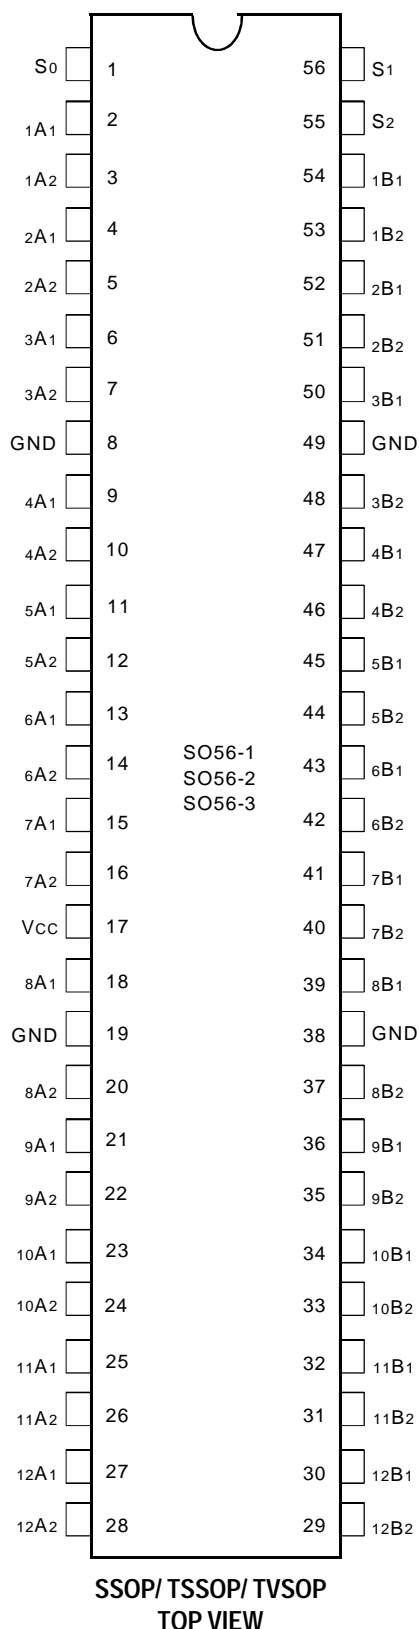 S0 1 56 S1
1A1 2 55 S2
1A2 3 54 1B1
2A1 4 53 1B2
2A2 5 52 2B1
3A1 6 51 2B2
3A2 7 50 3B1
GND 8 49 GND
4A1 9 48 3B2
4A2 10 47 4B1
5A1 11 46 4B2
5A2 12 45 5B1
6A1 13 44 5B2
6A2 14 43 6B1
7A1 15 42 6B2
7A2 16 41 7B1
VCC 17 40 7B2
8A1 18 39 8B1
GND 19 38 GND
8A2 20 37 8B2
9A1 21 36 9B1
9A2 22 35 9B2
10A1 23 34 10B1
10A2 24 33 10B2
11A1 25 32 11B1
11A2 26 31 11B2
12A1 27 30 12B1
12A2 28 29 12B2
SO56-1
SO56-2
SO56-3
SSOP/ TSSOP/ TVSOP
TOP VIEW